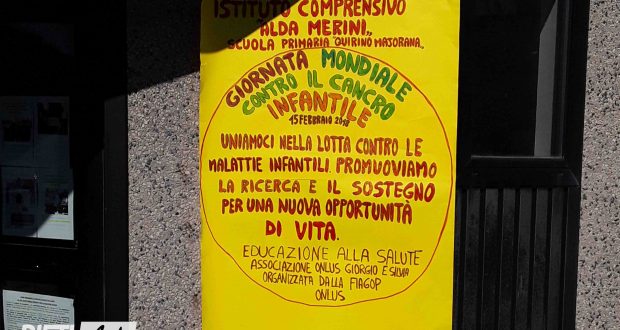 ISTITUTO COMPRENSIVO
"ALDA MERINI"
SCUOLA PRIMARIA "QUIRINO MAJORANA"
GIORNATA MONDIALE
CONTRO IL CANCRO
INFANTILE
15 FEBBRAIO 2018
UNIAMOCI NELLA LOTTA CONTRO LE
MALATTIE INFANTILI. PROMUOVIAMO
LA RICERCA E IL SOSTEGNO
PER UNA NUOVA OPPORTUNITÁ
DI VITA.
EDUCAZIONE ALLA SALUTE
ASSOCIAZIONE ONLUS GIORGIO E SILVIA
ORGANIZZATA DALLA FIAGOP
ONLUS